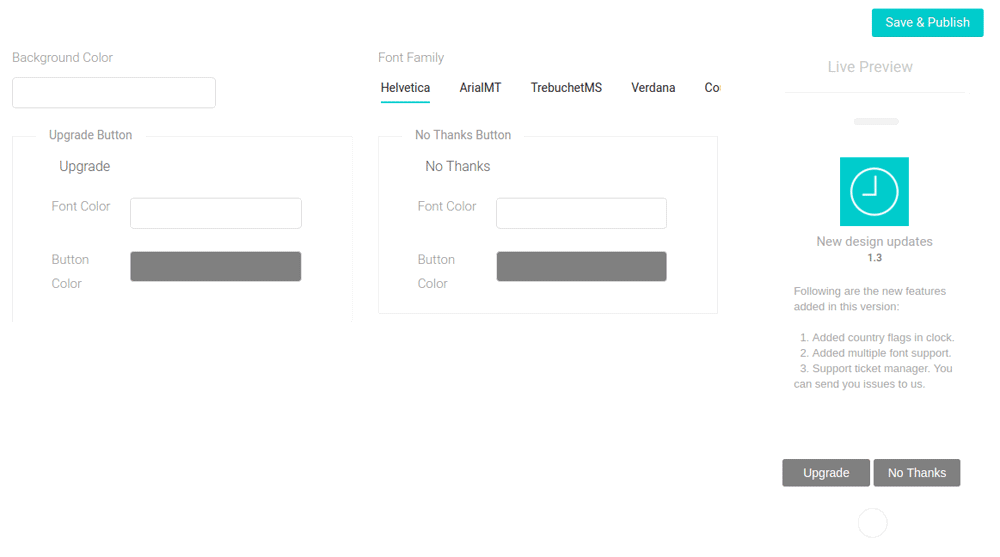 Save & Publish
Background Color
Font Family
Live Preview
Helvetica ArialMT TrebuchetMS Verdana Co
Upgrade Button
No Thanks Button
Upgrade
No Thanks
Font Color
Font Color
Button
Color
Button
Color
New design updates
1.3
Following are the new features
added in this version:
1. Added country flags in clock.
2. Added multiple font support.
3. Support ticket manager. You
can send you issues to us.
Upgrade
No Thanks